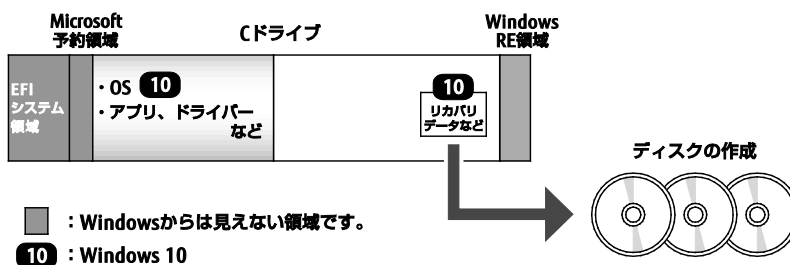 Microsoft
予約領域
Cドライブ
Windows
RE領域
EFI
システム
領域
・OS 10
・アプリ、ドライバー
など
10
リカバリ
データなど
ディスクの作成
：Windowsからは見えない領域です。
10 ：Windows 10